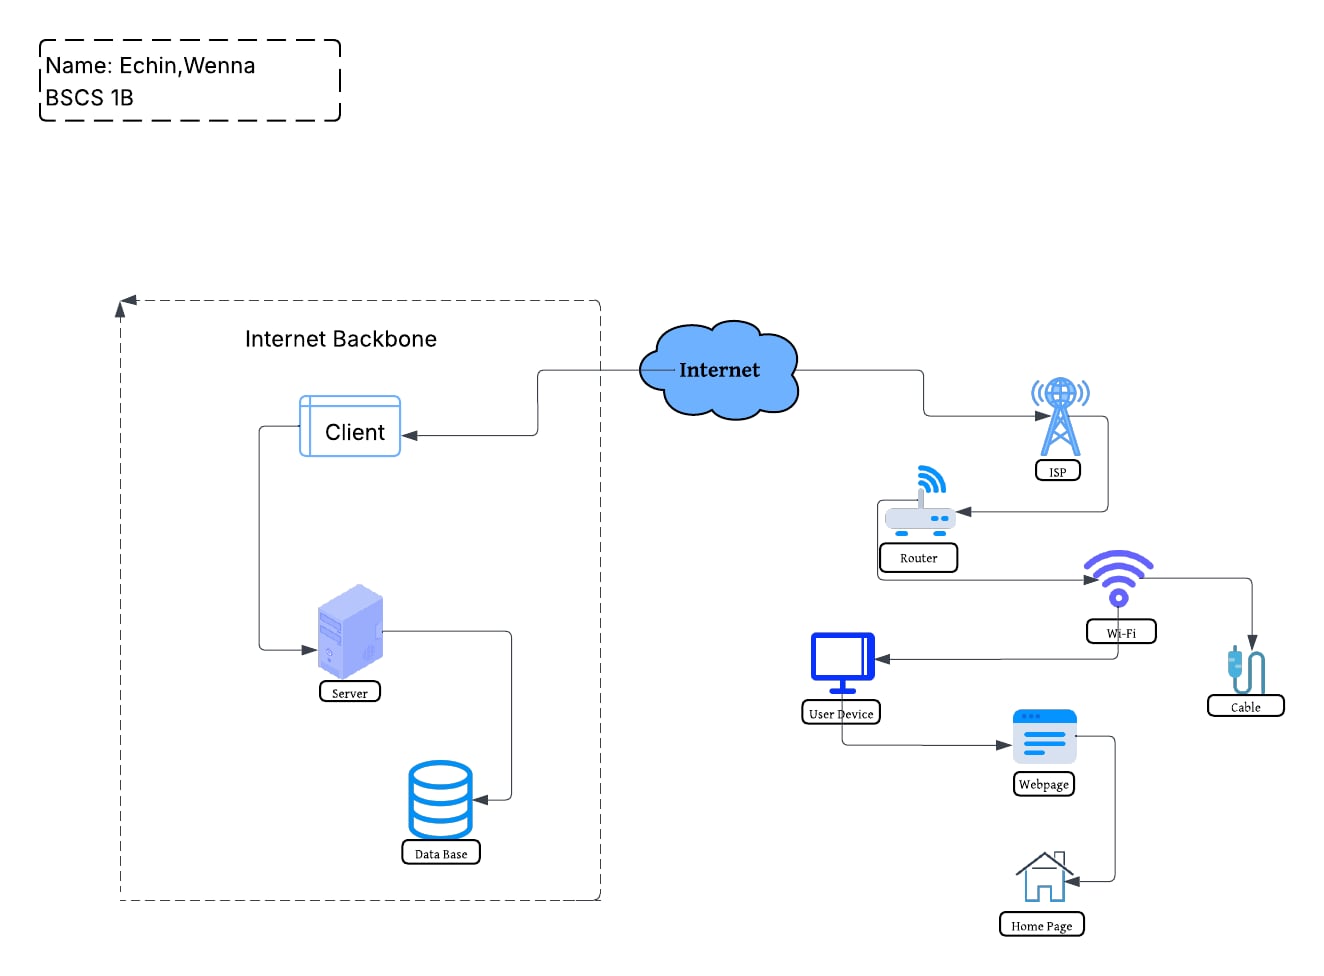 Name: Echin,Wenna
BSCS 1B
Internet Backbone
Internet
Client
ISP
Router
Wi-Fi
Server
User Device
Cable
Webpage
Data Base
Home Page